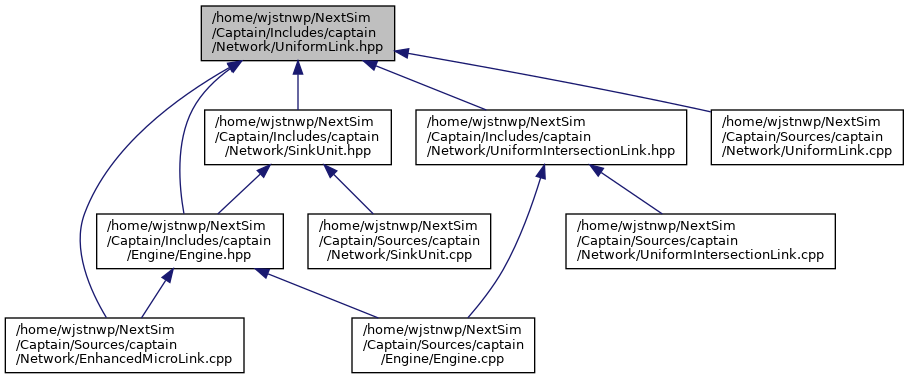 /home/wjstnwp/NextSim
/Captain/Includes/captain
/Network/UniformLink.hpp
/home/wjstnwp/NextSim
/Captain/Includes/captain
/Network/SinkUnit.hpp
/home/wjstnwp/NextSim
/Captain/Includes/captain
/Network/UniformIntersectionLink.hpp
/home/wjstnwp/NextSim
/Captain/Sources/captain
/Network/UniformLink.cpp
/home/wjstnwp/NextSim
/Captain/Includes/captain
/Engine/Engine.hpp
/home/wjstnwp/NextSim
/Captain/Sources/captain
/Network/SinkUnit.cpp
/home/wjstnwp/NextSim
/Captain/Sources/captain
/Network/UniformIntersectionLink.cpp
/home/wjstnwp/NextSim
/Captain/Sources/captain
/Network/EnhancedMicroLink.cpp
/home/wjstnwp/NextSim
/Captain/Sources/captain
/Engine/Engine.cpp